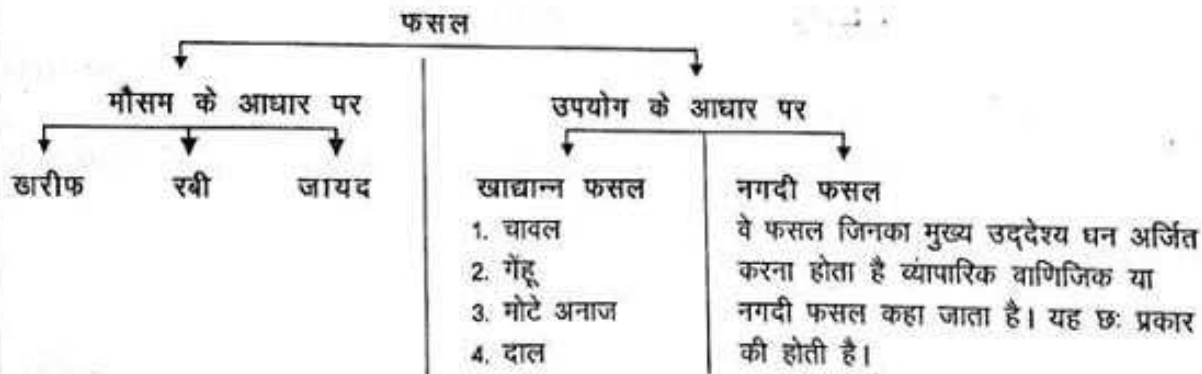 फसल
मौसम के आधार पर
खारीफ रबी जायद
उपयोग के आधार पर
खाद्यान्न फसल
1. चावल
2. गेंहू
3. मोटे अनाज
4. दाल
नगदी फसल
वे फसल जिनका मुख्य उद्‌देश्य धन अर्जित
करना होता है व्यापारिक वाणिजिक या
नगदी फसल कहा जाता है। यह छः प्रकार
की होती है।